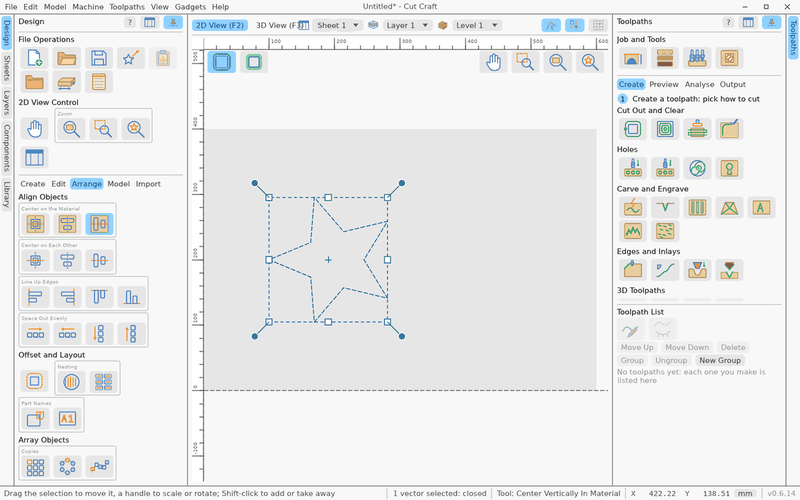 File Edit Model Machine Toolpaths View Gadgets Help
Untitled* - Cut Craft
Design
?
2D View (F2)
3D View (F3)
Sheet 1
Layer 1
Level 1
Toolpaths
?
Design
Sheets
Layers
Components
Library
File Operations
2D View Control
Zoom
Create Edit Arrange Model Import
Align Objects
Center on the Material
Center on Each Other
Line Up Edges
Space Out Evenly
Offset and Layout
Nesting
Part Names
A1
Array Objects
Copies
100 200 300 400 500 600
500
400
300
200
100
0
-100
Job and Tools
Create Preview Analyse Output
1 Create a toolpath: pick how to cut
Cut Out and Clear
Holes
Carve and Engrave
A
Edges and Inlays
3D Toolpaths
Toolpath List
Move Up Move Down Delete
Group Ungroup New Group
No toolpaths yet: each one you make is
listed here
Toolpaths
Drag the selection to move it, a handle to scale or rotate; Shift-click to add or take away
1 vector selected: closed
Tool: Center Vertically In Material
X 422.22 Y 138.51 mm
v0.6.14